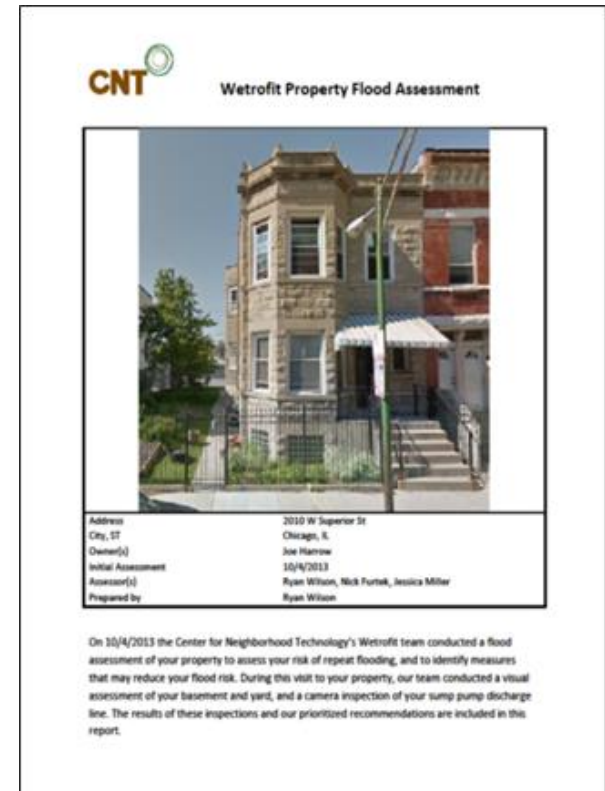 CNT
Wetrofit Property Flood Assessment
Address 2010 W Superior St
City, ST Chicago, IL
Owner(s) Joe Harrow
Initial Assessment 10/4/2013
Assessor(s) Ryan Wilson, Nick Furtek, Jessica Miller
Prepared by Ryan Wilson
On 10/4/2013 the Center for Neighborhood Technology's Wetrofit team conducted a flood
assessment of your property to assess your risk of repeat flooding, and to identify measures
that may reduce your flood risk. During this visit to your property, our team conducted a visual
assessment of your basement and yard, and a camera inspection of your sump pump discharge
line. The results of these inspections and our prioritized recommendations are included in this
report.